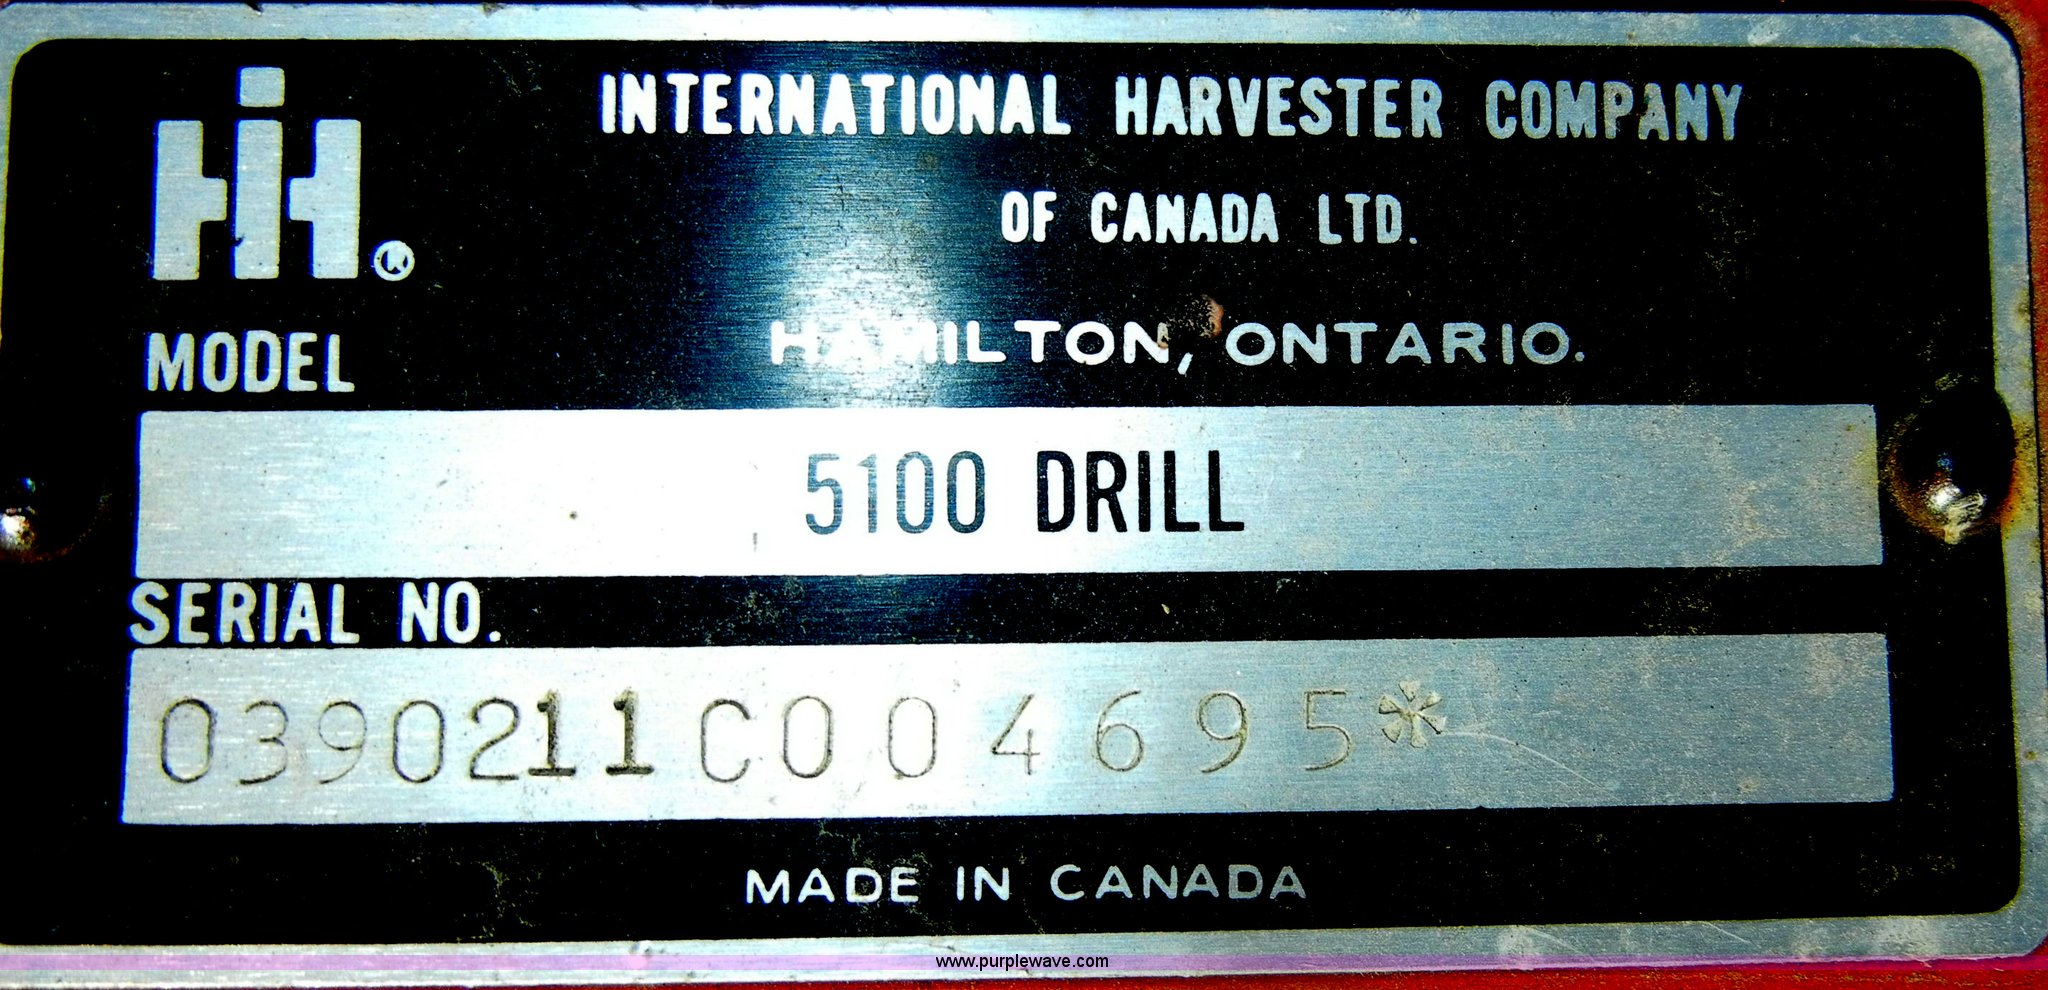 IH®
INTERNATIONAL HARVESTER COMPANY
OF CANADA LTD.
HAMILTON, ONTARIO.
MODEL
5100 DRILL
SERIAL NO.
0390211C004695*
MADE IN CANADA
www.purplewave.com